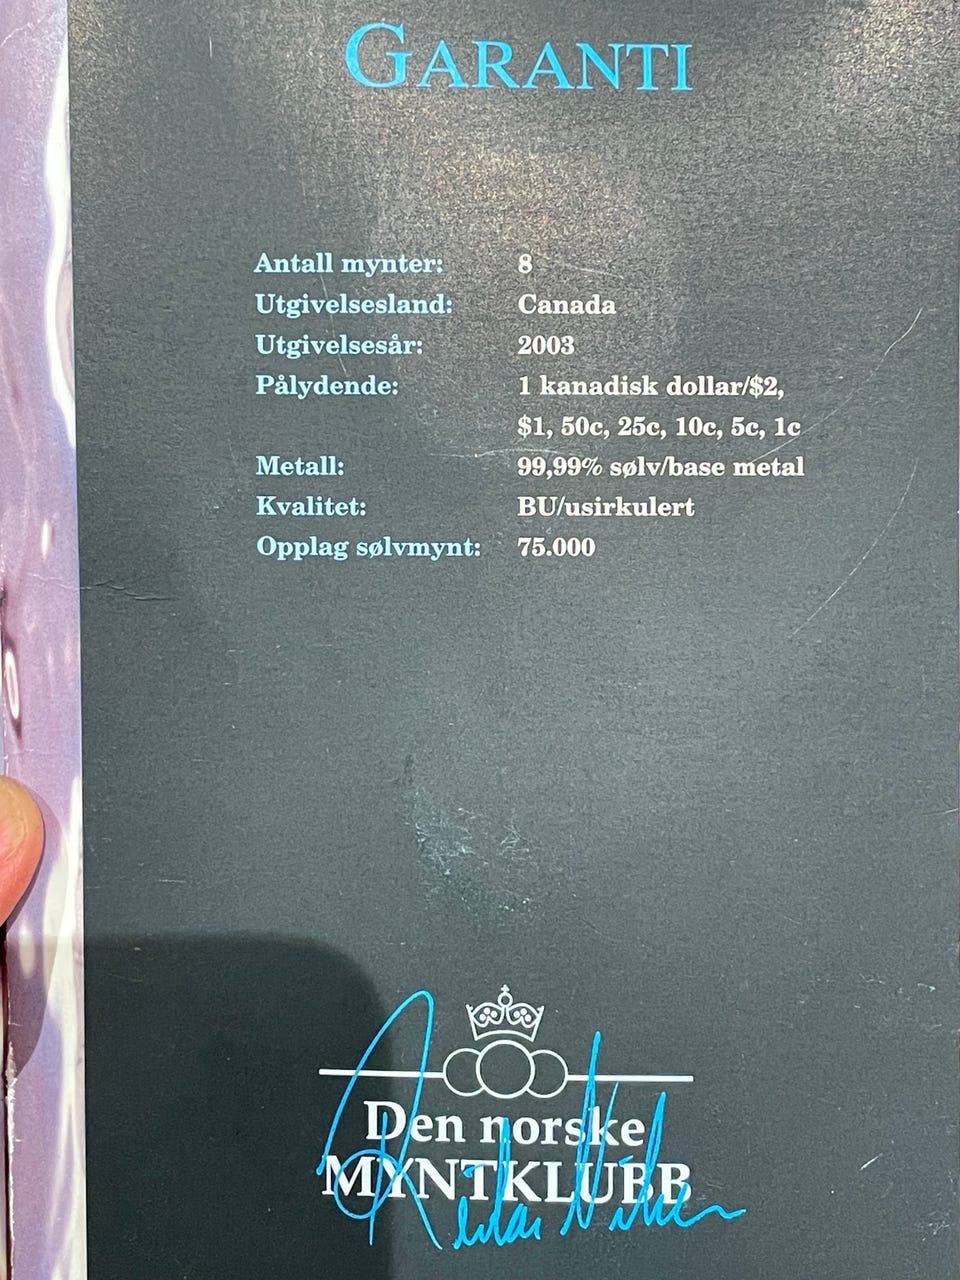 GARANTI
Antall mynter: 8
Utgivelsesland: Canada
Utgivelsesår: 2003
Pålydende: 1 kanadisk dollar/$2,
$1, 50c, 25c, 10c, 5c, 1c
Metall: 99,99% sølv/base metal
Kvalitet: BU/usirkulert
Opplag sølvmynt: 75.000
Den norske
MYNTKLUBB